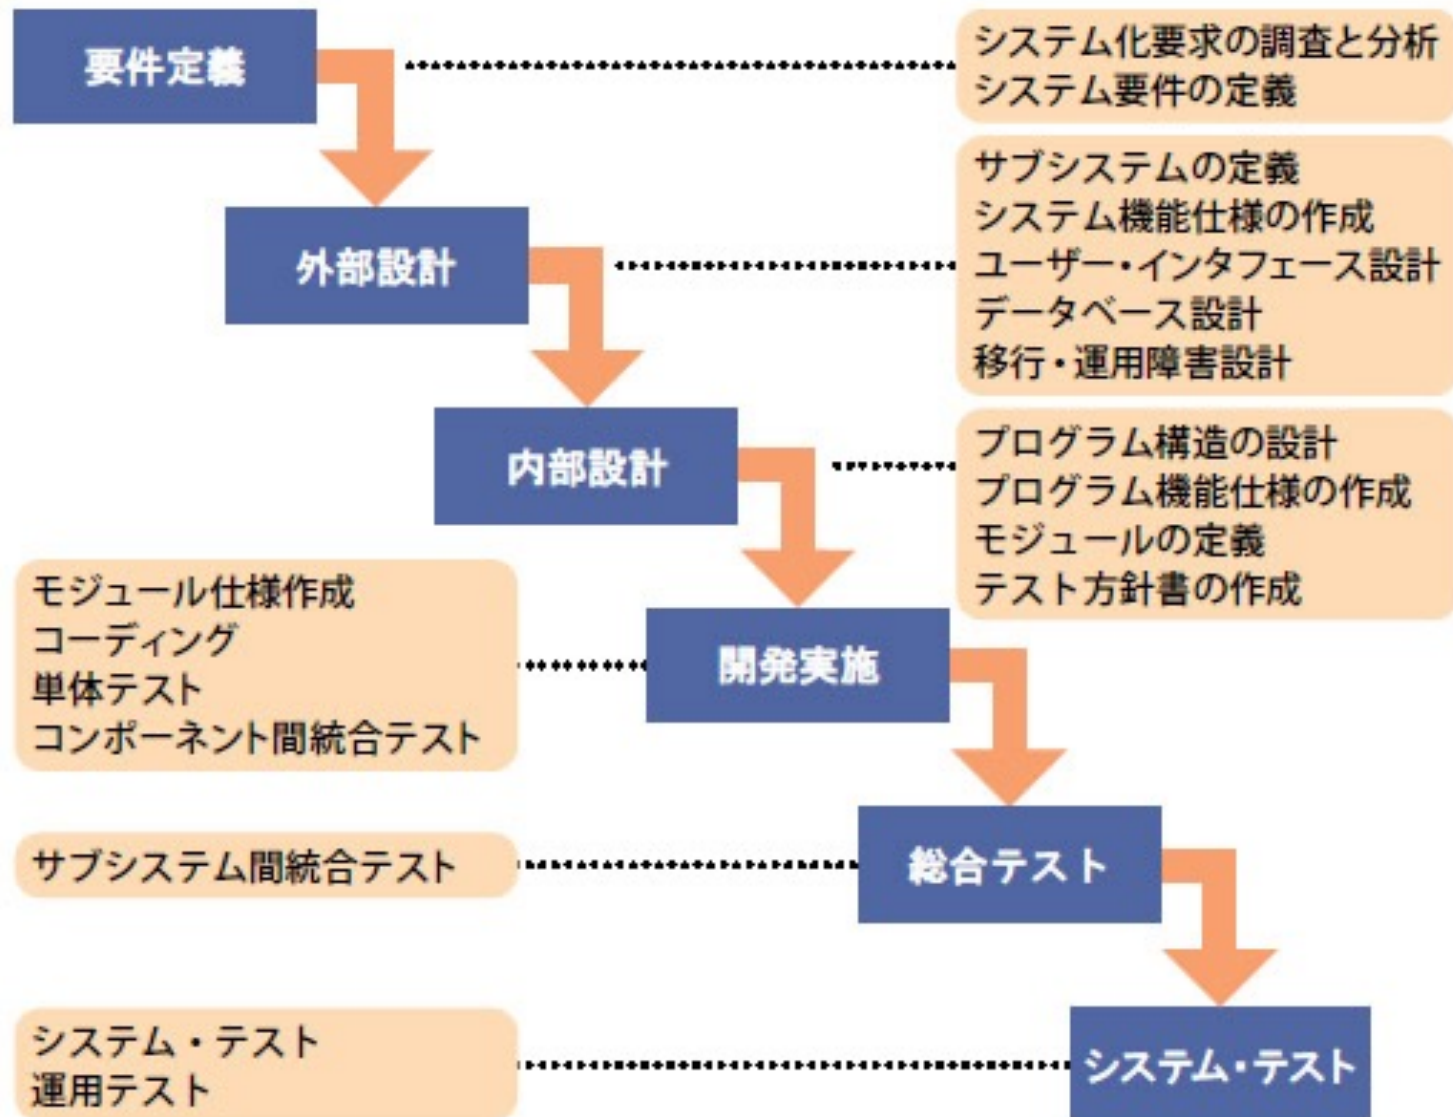 要件定義
システム化要求の調査と分析
システム要件の定義
外部設計
サブシステムの定義
システム機能仕様の作成
ユーザー・インタフェース設計
データベース設計
移行・運用障害設計
内部設計
プログラム構造の設計
プログラム機能仕様の作成
モジュールの定義
テスト方針書の作成
開発実施
モジュール仕様作成
コーディング
単体テスト
コンポーネント間統合テスト
総合テスト
サブシステム間統合テスト
システム・テスト
システム・テスト
運用テスト